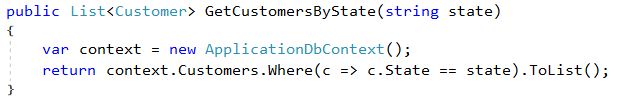 public List<Customer> GetCustomersByState(string state)
{
    var context = new ApplicationDbContext();
    return context.Customers.Where(c => c.State == state).ToList();
}